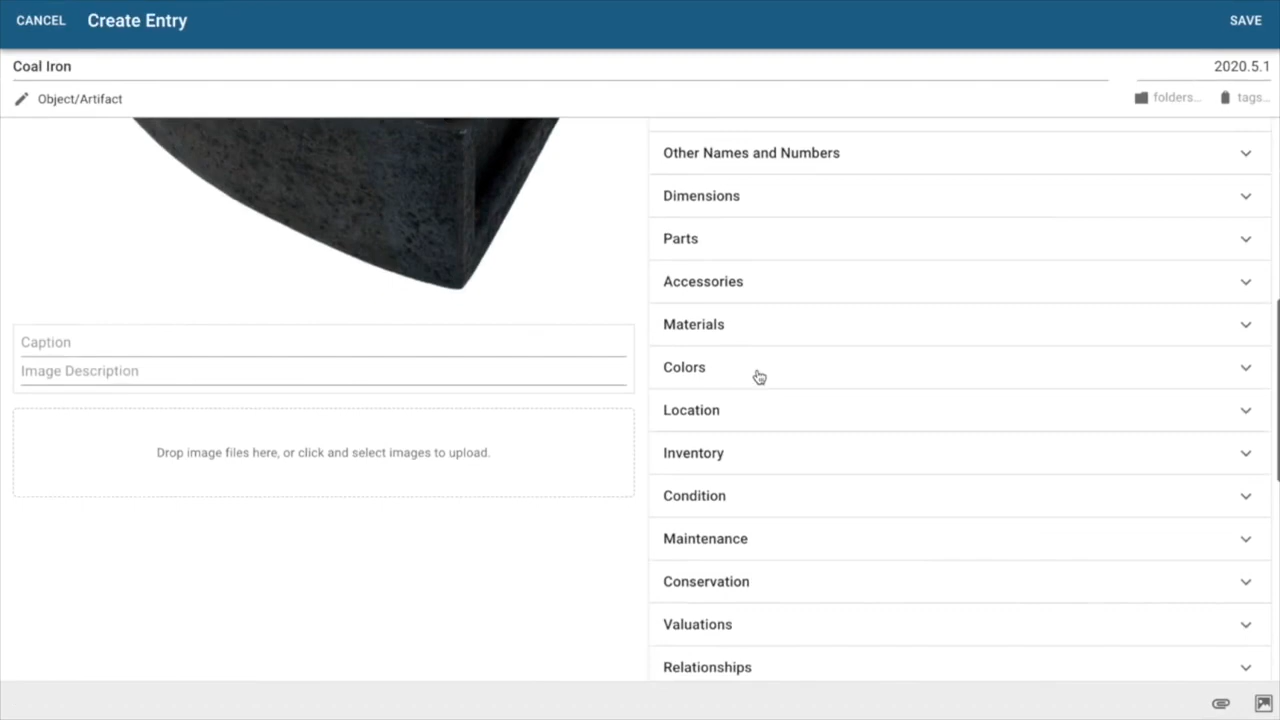 CANCEL Create Entry SAVE
Coal Iron 2020.5.1
Object/Artifact folders... tags...
Other Names and Numbers
Dimensions
Parts
Accessories
Materials
Colors
Location
Inventory
Condition
Maintenance
Conservation
Valuations
Relationships
Caption
Image Description
Drop image files here, or click and select images to upload.